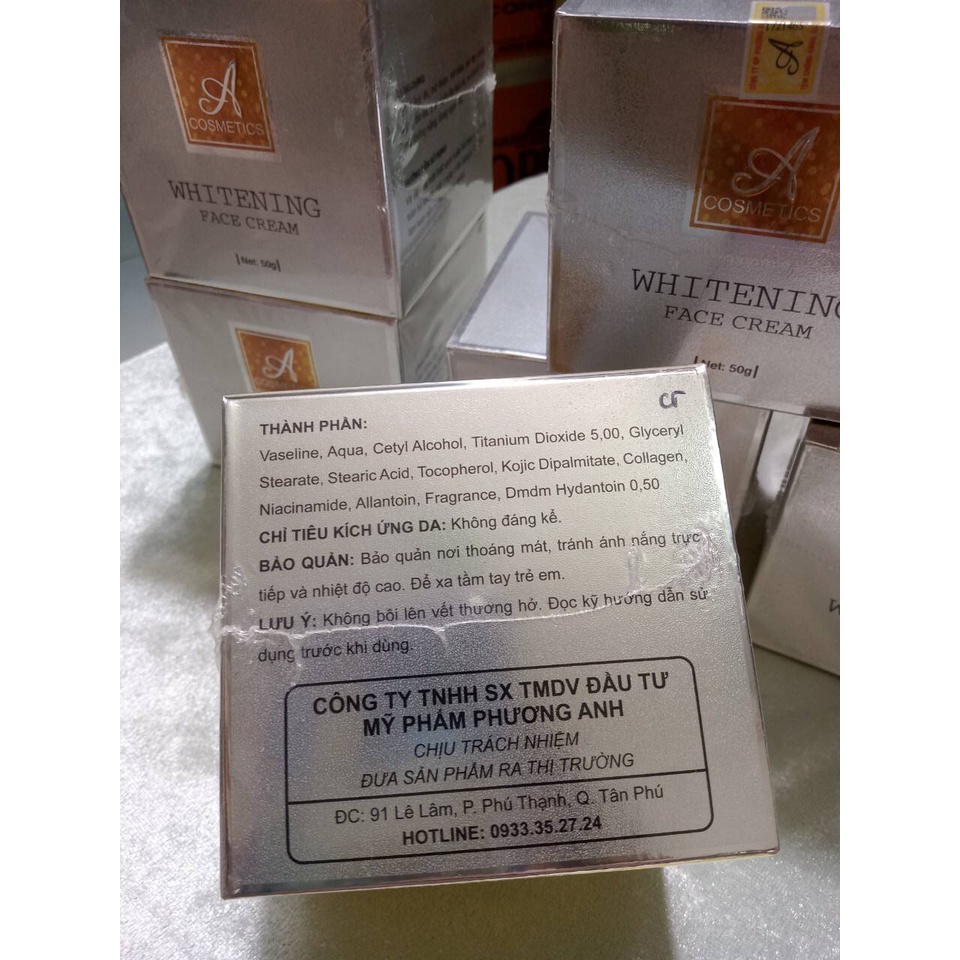 A
COSMETICS
WHITENING
FACE CREAM
Net: 50g
A
COSMETICS
WHITENING
FACE CREAM
Net: 50g
A
THÀNH PHẦN:
Vaseline, Aqua, Cetyl Alcohol, Titanium Dioxide 5,00, Glyceryl
Stearate, Stearic Acid, Tocopherol, Kojic Dipalmitate, Collagen,
Niacinamide, Allantoin, Fragrance, Dmdm Hydantoin 0,50
CHỈ TIÊU KÍCH ỨNG DA: Không đáng kể.
BẢO QUẢN: Bảo quản nơi thoáng mát, tránh ánh nắng trực
tiếp và nhiệt độ cao. Để xa tầm tay trẻ em.
LƯU Ý: Không bôi lên vết thương hở. Đọc kỹ hướng dẫn sử
dụng trước khi dùng.
CÔNG TY TNHH SX TMDV ĐẦU TƯ
MỸ PHẨM PHƯƠNG ANH
CHỊU TRÁCH NHIỆM
ĐƯA SẢN PHẨM RA THỊ TRƯỜNG
ĐC: 91 Lê Lâm, P. Phú Thạnh, Q. Tân Phú
HOTLINE: 0933.35.27.24